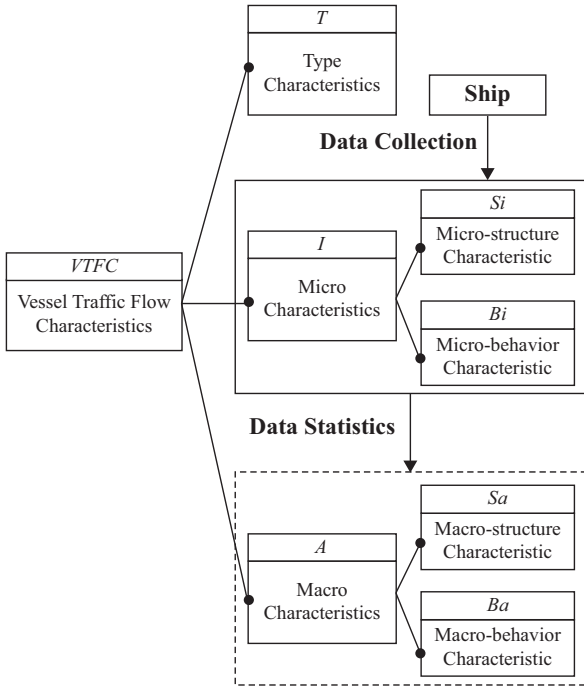 T
Type
Characteristics
Ship
Data Collection
Si
Micro-structure
Characteristic
I
Micro
Characteristics
VTFC
Vessel Traffic Flow
Characteristics
Bi
Micro-behavior
Characteristic
Data Statistics
Sa
Macro-structure
Characteristic
A
Macro
Characteristics
Ba
Macro-behavior
Characteristic